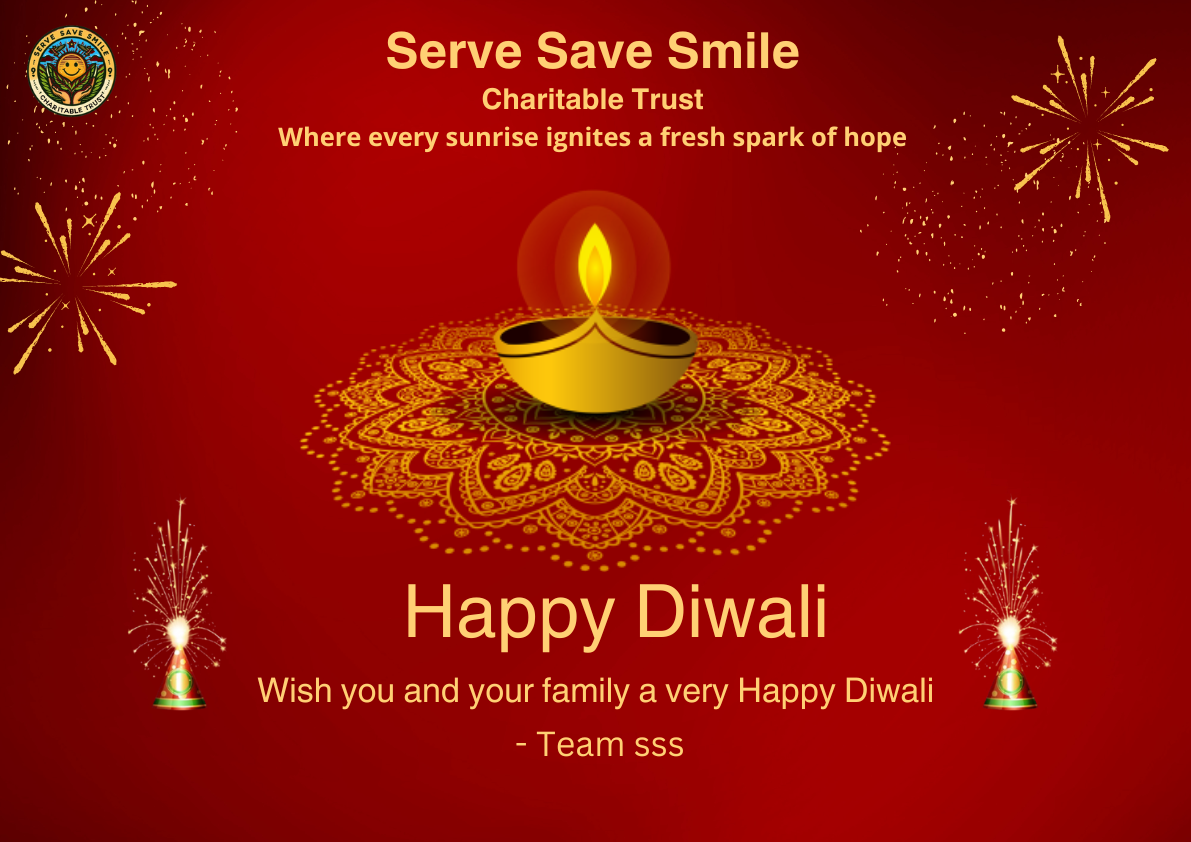 SERVE SAVE SMILE
CHARITABLE TRUST
Serve Save Smile
Charitable Trust
Where every sunrise ignites a fresh spark of hope
Happy Diwali
Wish you and your family a very Happy Diwali
- Team sss